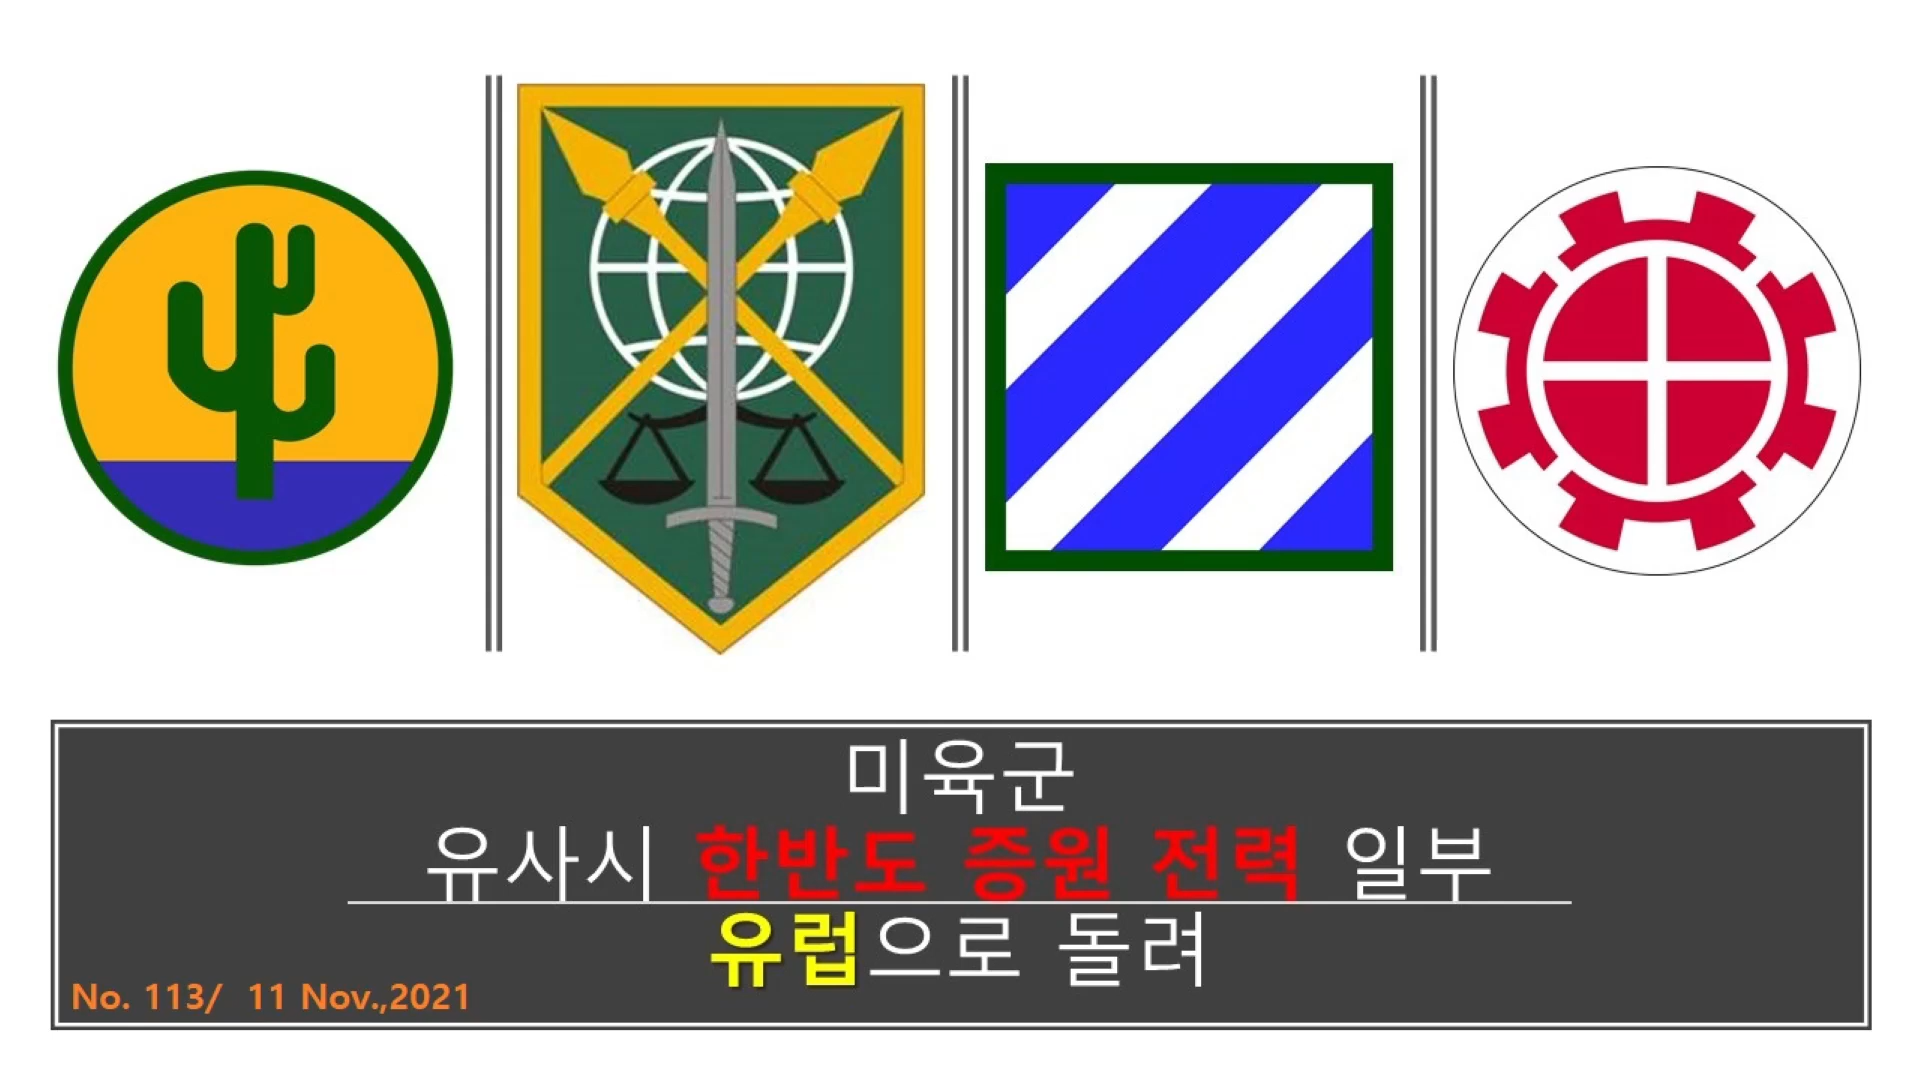 미육군
유사시 한반도 증원 전력 일부
유럽으로 돌려
No. 113/ 11 Nov.,2021